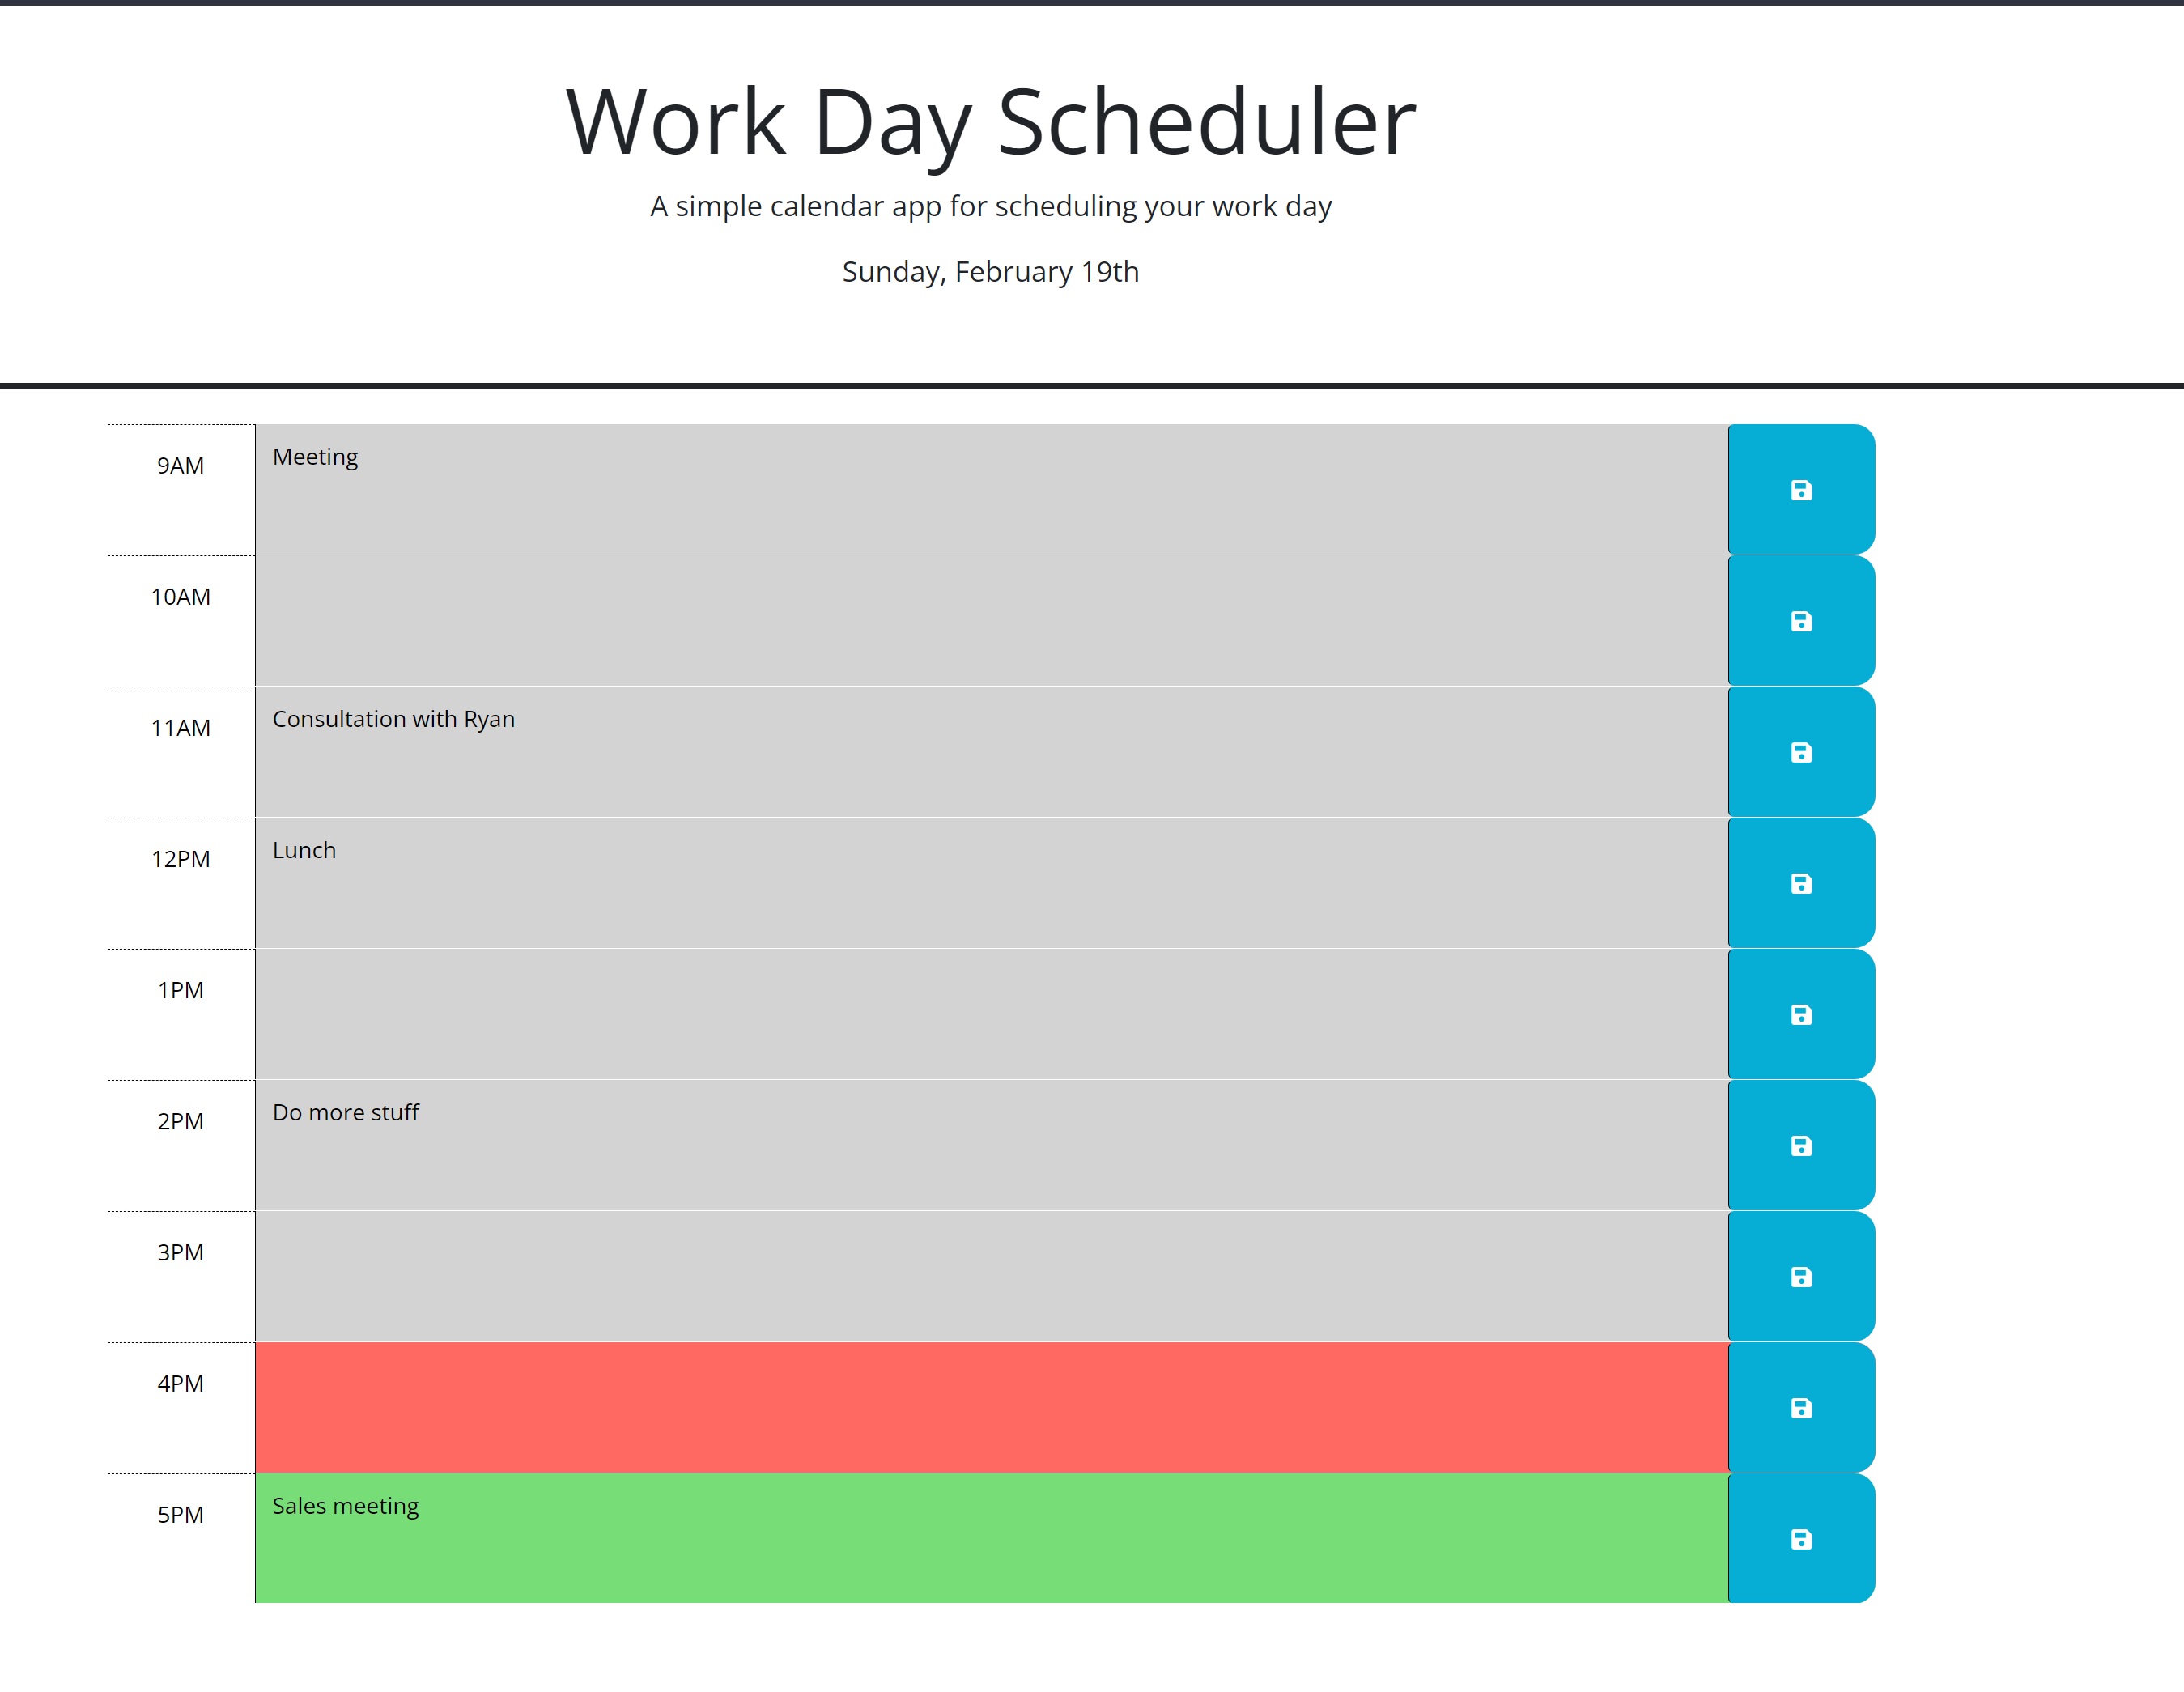 Work Day Scheduler
A simple calendar app for scheduling your work day
Sunday, February 19th
9AM
Meeting
10AM
11AM
Consultation with Ryan
12PM
Lunch
1PM
2PM
Do more stuff
3PM
4PM
5PM
Sales meeting